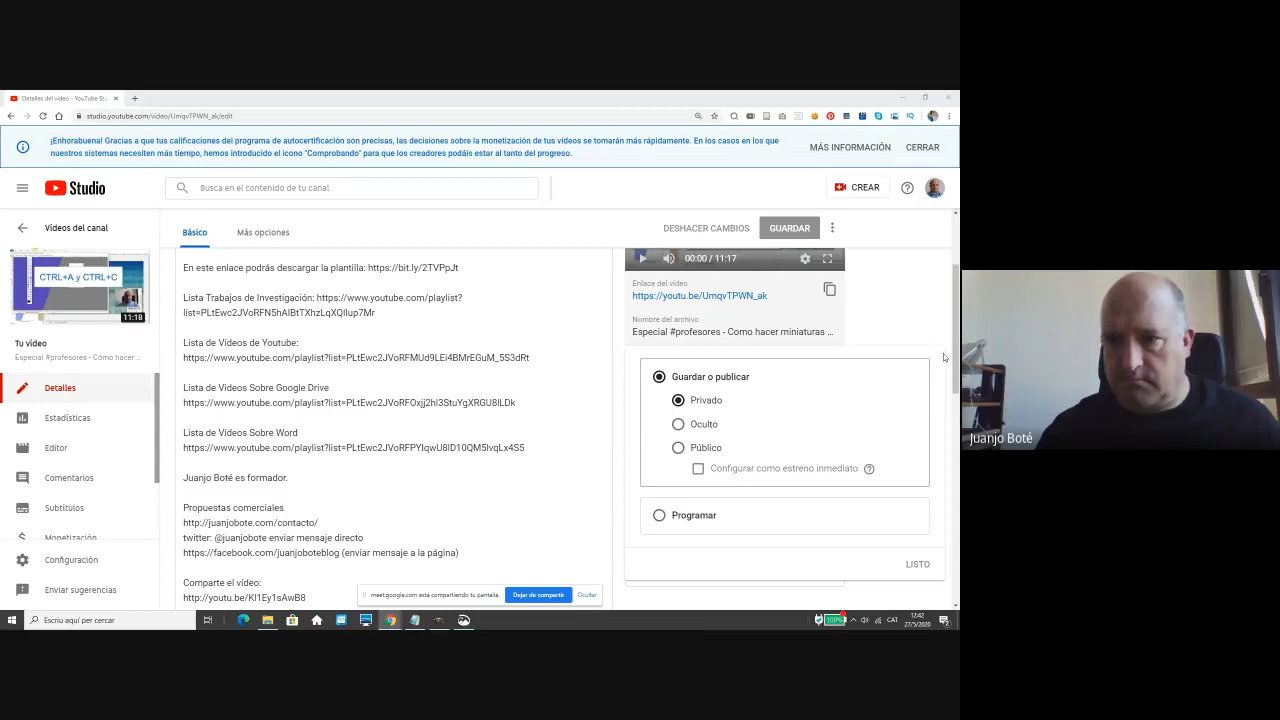 Detalles del vídeo - YouTube Stu
studio.youtube.com/video/UmqvTPWN_ak/edit
¡Enhorabuena! Gracias a que tus calificaciones del programa de autocertificación son precisas, las decisiones sobre la monetización de tus vídeos se tomarán más rápidamente. En los casos en los que
nuestros sistemas necesiten más tiempo, hemos introducido el icono "Comprobando" para que los creadores podáis estar al tanto del progreso.
MÁS INFORMACIÓN
CERRAR
Studio
Busca en el contenido de tu canal
CREAR
Vídeos del canal
Básico
Más opciones
DESHACER CAMBIOS
GUARDAR
CTRL+A y CTRL+C
11:18
Tu vídeo
Especial #profesores - Cómo hacer ...
Detalles
Estadísticas
Editor
Comentarios
Subtítulos
Monetización
Configuración
Enviar sugerencias
En este enlace podrás descargar la plantilla: https://bit.ly/2TVPpJt
Lista Trabajos de Investigación: https://www.youtube.com/playlist?
list=PLtEwc2JVoRFN5hAIBtTXhzLqXQIIup7Mr
Lista de Vídeos de Youtube:
https://www.youtube.com/playlist?list=PLtEwc2JVoRFMUd9LEi4BMrEGuM_5S3dRt
Lista de Vídeos Sobre Google Drive
https://www.youtube.com/playlist?list=PLtEwc2JVoRFOxjj2hl3StuYgXRGU8lLDk
Lista de Vídeos Sobre Word
https://www.youtube.com/playlist?list=PLtEwc2JVoRFPYIqwU8lD10QM5IvqLx4S5
Juanjo Boté es formador.
Propuestas comerciales
http://juanjobote.com/contacto/
twitter: @juanjobote enviar mensaje directo
https://facebook.com/juanjoboteblog (enviar mensaje a la página)
Comparte el vídeo:
http://youtu.be/KI1Ey1sAwB8
00:00 / 11:17
Enlace del vídeo
https://youtu.be/UmqvTPWN_ak
Nombre del archivo
Especial #profesores - Como hacer miniaturas ...
Guardar o publicar
Privado
Oculto
Público
Configurar como estreno inmediato
Programar
LISTO
meet.google.com está compartiendo tu pantalla.
Dejar de compartir
Ocultar
Escriu aquí per cercar
100%
CAT
12:42
27/5/2020
Juanjo Boté